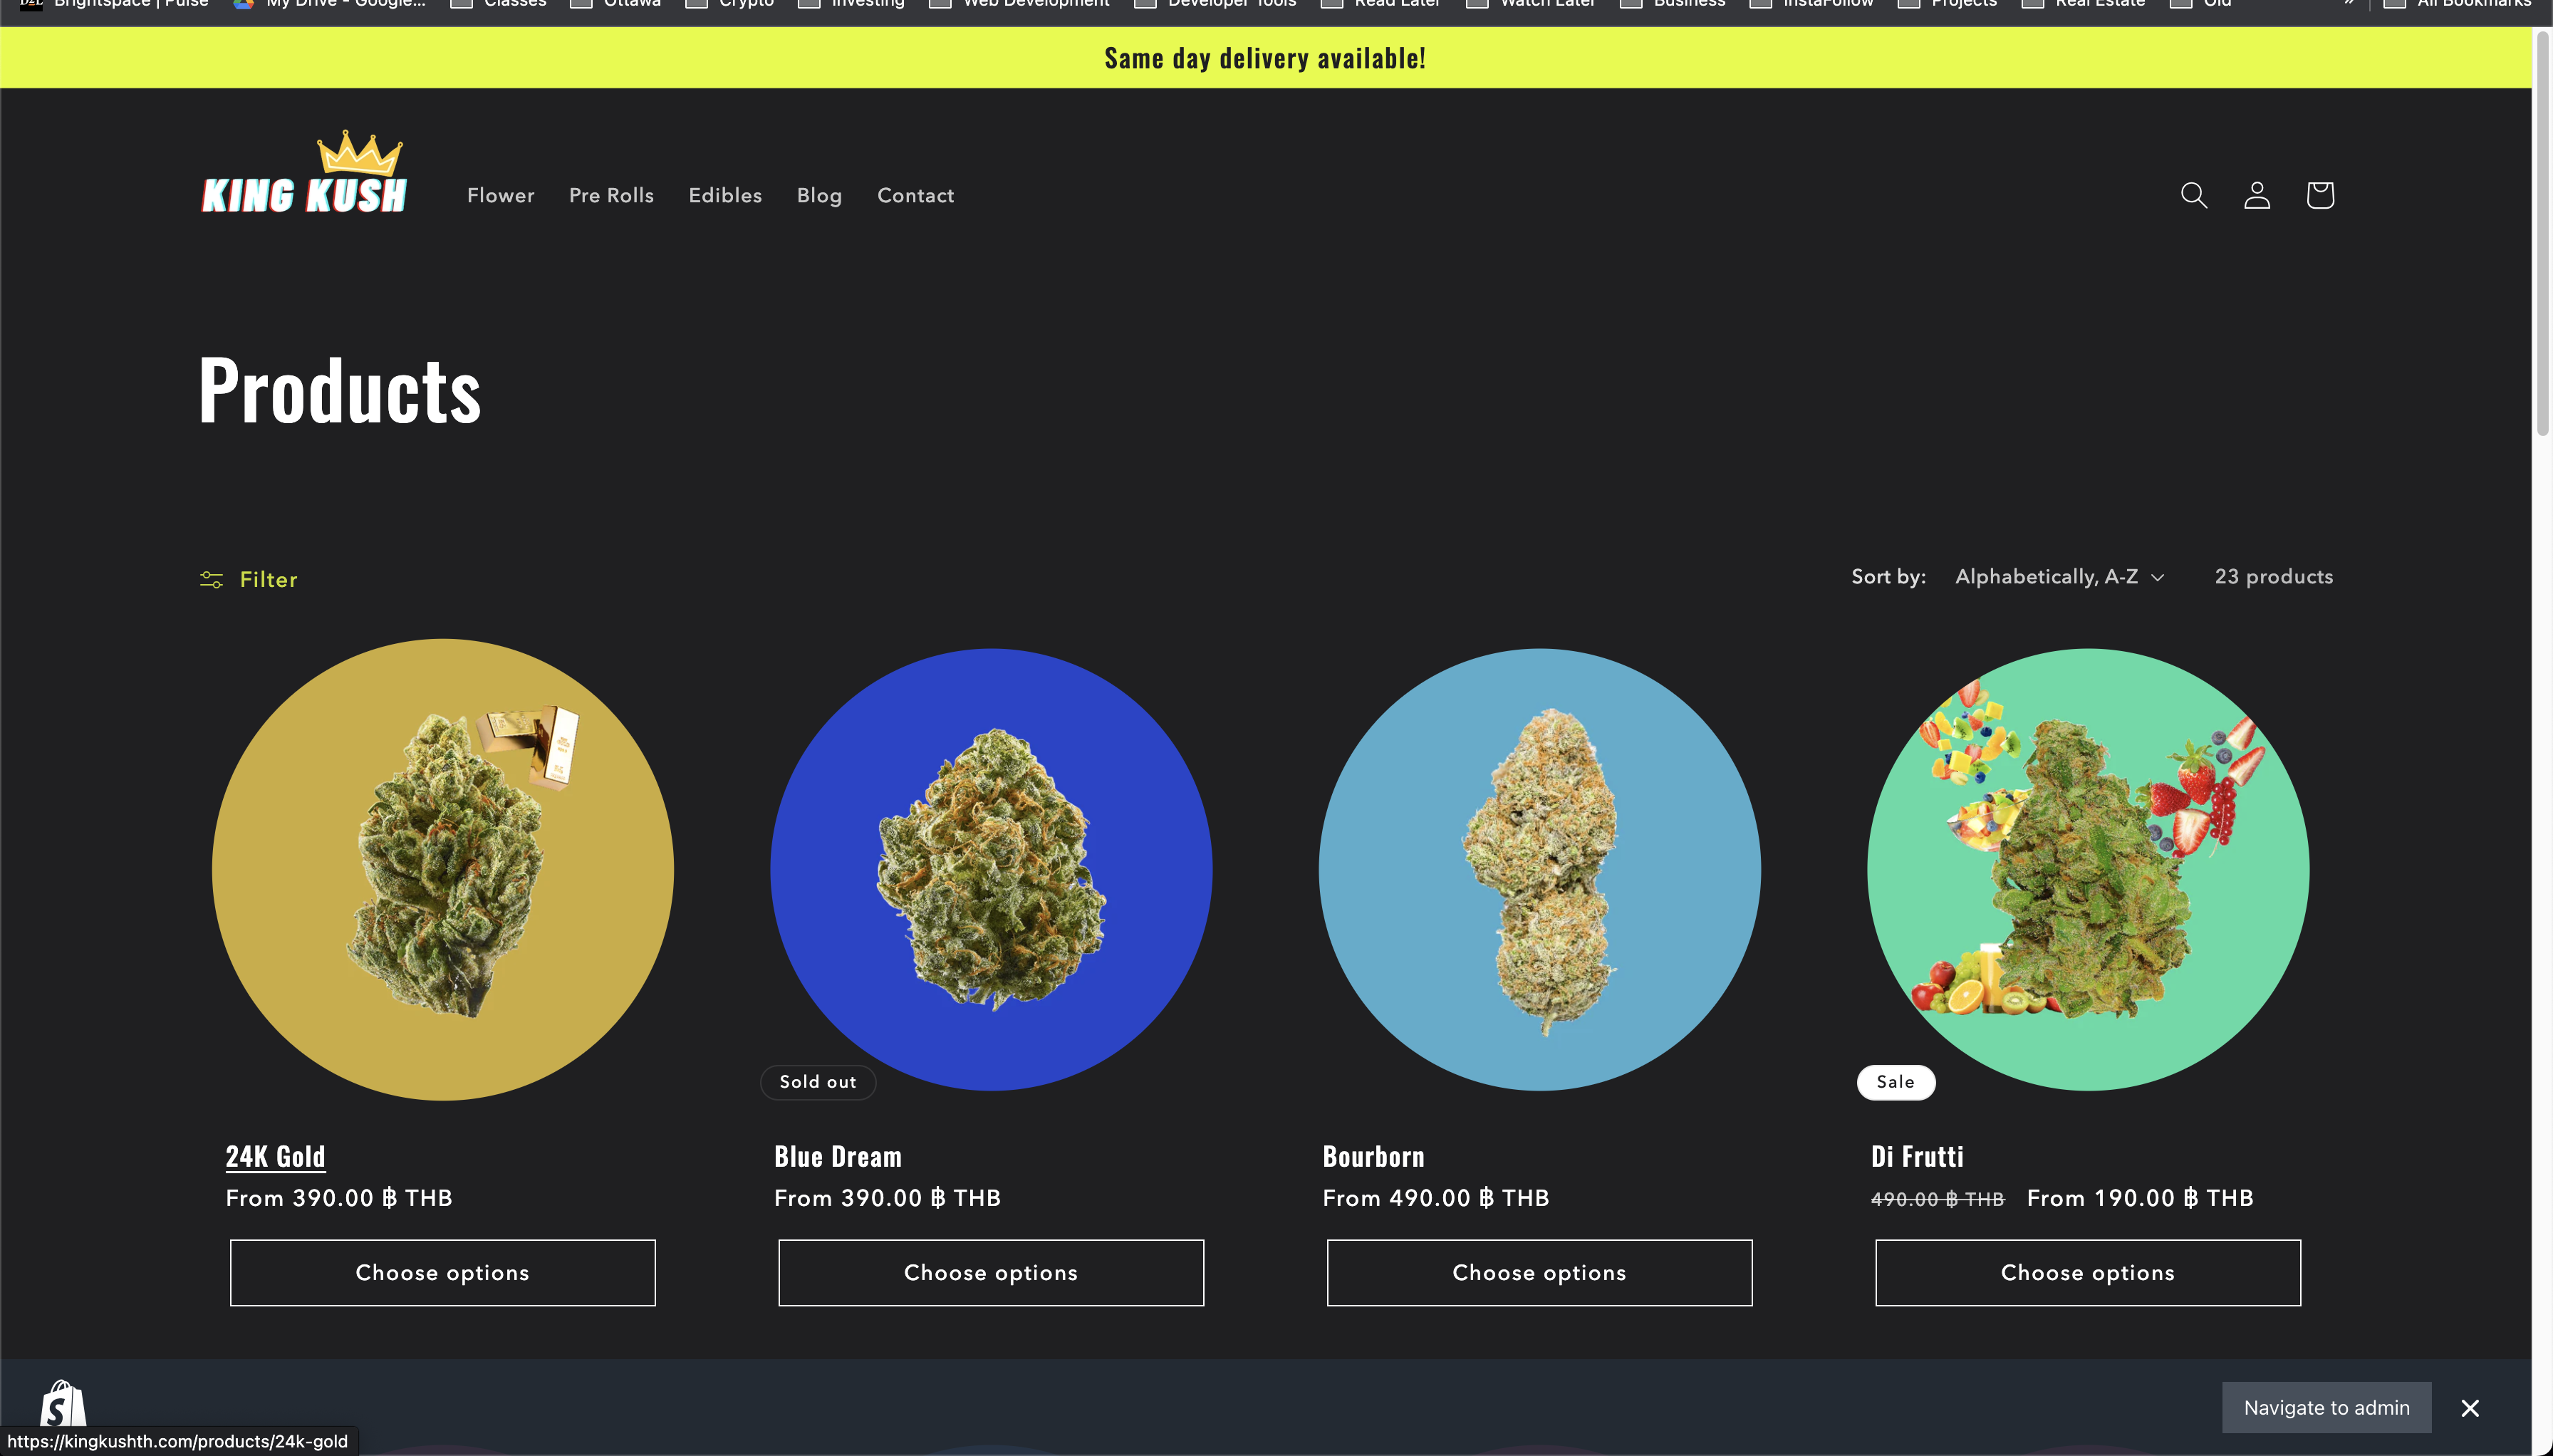 Brightspace | Pulse My Drive - Google... Classes Ottawa Crypto Investing Web Development Developer Tools Read Later Watch Later Business InstaFollow Projects Real Estate Old » All Bookmarks
Same day delivery available!
KING KUSH
Flower Pre Rolls Edibles Blog Contact
Products
Filter
Sort by: Alphabetically, A-Z 23 products
Sold out
Sale
24K Gold
From 390.00 ฿ THB
Choose options
Blue Dream
From 390.00 ฿ THB
Choose options
Bourborn
From 490.00 ฿ THB
Choose options
Di Frutti
490.00 ฿ THB From 190.00 ฿ THB
Choose options
Navigate to admin
https://kingkushth.com/products/24k-gold